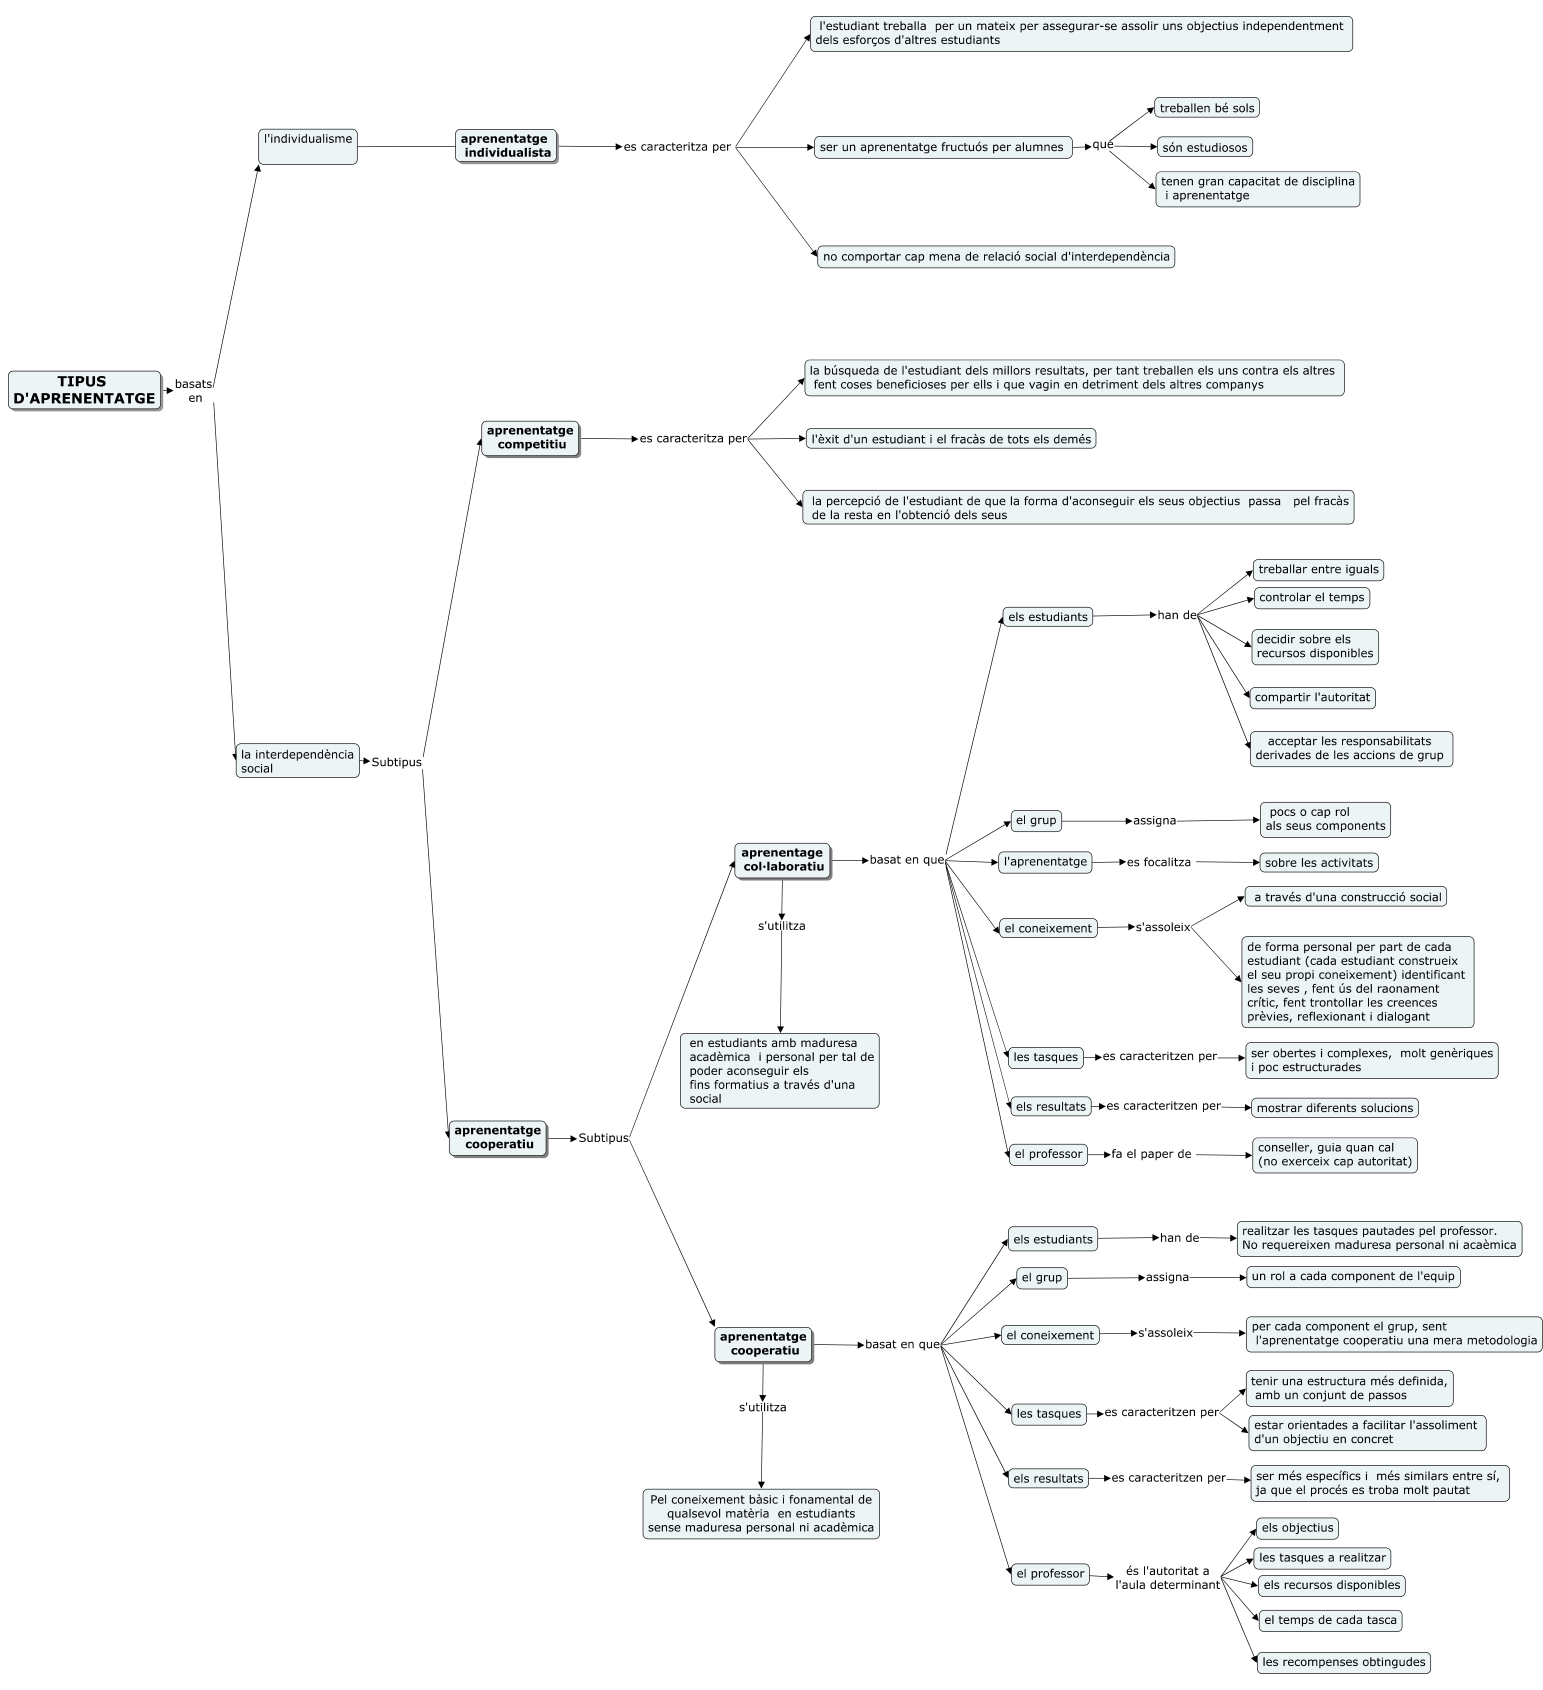 TIPUS
D'APRENENTATGE
basats
en
l'individualisme
aprenentatge
individualista
es caracteritza per
l'estudiant treballa per un mateix per assegurar-se assolir uns objectius independentment
dels esforços d'altres estudiants
ser un aprenentatge fructuós per alumnes
què
treballen bé sols
són estudiosos
tenen gran capacitat de disciplina
i aprenentatge
no comportar cap mena de relació social d'interdependència
la interdependència
social
Subtipus
aprenentatge
competitiu
es caracteritza per
la búsqueda de l'estudiant dels millors resultats, per tant treballen els uns contra els altres
fent coses beneficioses per ells i que vagin en detriment dels altres companys
l'èxit d'un estudiant i el fracàs de tots els demés
la percepció de l'estudiant de que la forma d'aconseguir els seus objectius passa pel fracàs
de la resta en l'obtenció dels seus
aprenentatge
cooperatiu
Subtipus
aprenentage
col·laboratiu
s'utilitza
en estudiants amb maduresa
acadèmica i personal per tal de
poder aconseguir els
fins formatius a través d'una
social
basat en que
els estudiants
han de
treballar entre iguals
controlar el temps
decidir sobre els
recursos disponibles
compartir l'autoritat
acceptar les responsabilitats
derivades de les accions de grup
el grup
assigna
pocs o cap rol
als seus components
l'aprenentatge
es focalitza
sobre les activitats
el coneixement
s'assoleix
a través d'una construcció social
de forma personal per part de cada
estudiant (cada estudiant construeix
el seu propi coneixement) identificant
les seves , fent ús del raonament
crític, fent trontollar les creences
prèvies, reflexionant i dialogant
les tasques
es caracteritzen per
ser obertes i complexes, molt genèriques
i poc estructurades
els resultats
es caracteritzen per
mostrar diferents solucions
el professor
fa el paper de
conseller, guia quan cal
(no exerceix cap autoritat)
aprenentatge
cooperatiu
s'utilitza
Pel coneixement bàsic i fonamental de
qualsevol matèria en estudiants
sense maduresa personal ni acadèmica
basat en que
els estudiants
han de
realitzar les tasques pautades pel professor.
No requereixen maduresa personal ni acaèmica
el grup
assigna
un rol a cada component de l'equip
el coneixement
s'assoleix
per cada component el grup, sent
l'aprenentatge cooperatiu una mera metodologia
les tasques
es caracteritzen per
tenir una estructura més definida,
amb un conjunt de passos
estar orientades a facilitar l'assoliment
d'un objectiu en concret
els resultats
es caracteritzen per
ser més específics i més similars entre sí,
ja que el procés es troba molt pautat
el professor
és l'autoritat a
l'aula determinant
els objectius
les tasques a realitzar
els recursos disponibles
el temps de cada tasca
les recompenses obtingudes